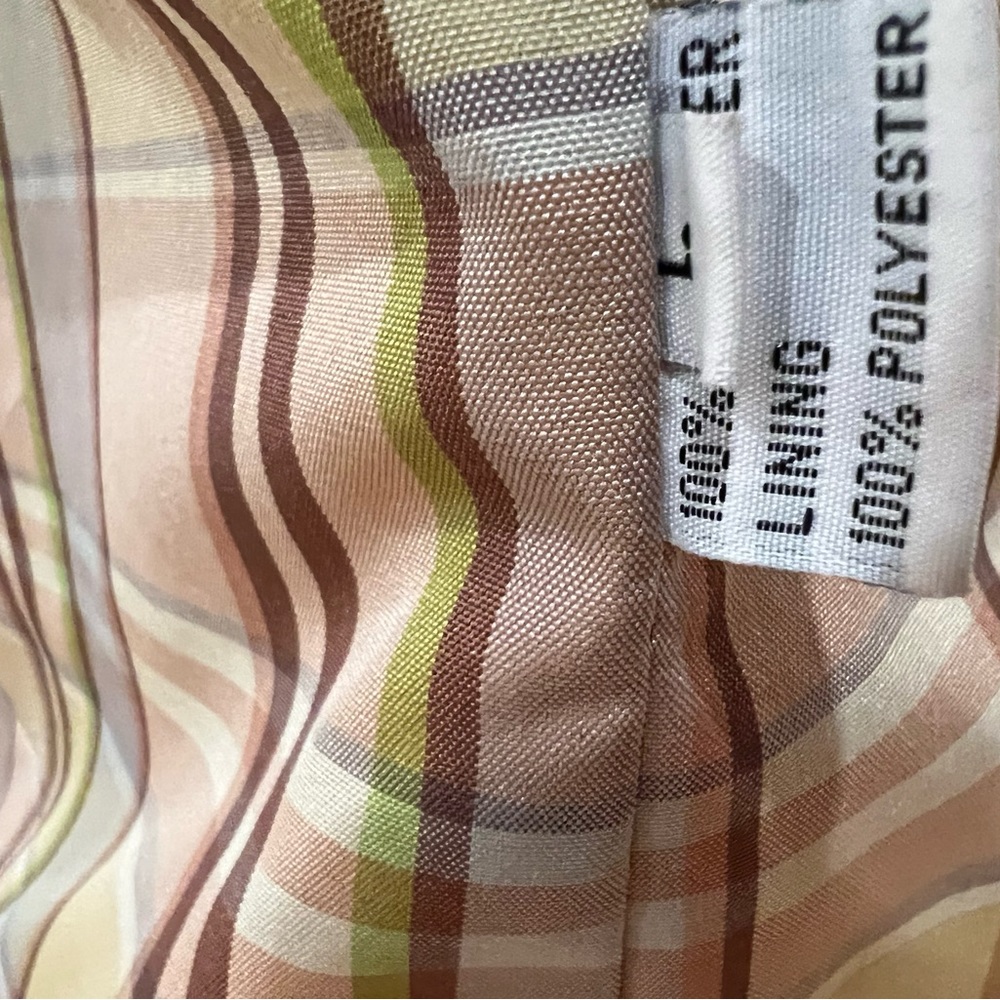 100% L ER
LINING
100% POLYESTER